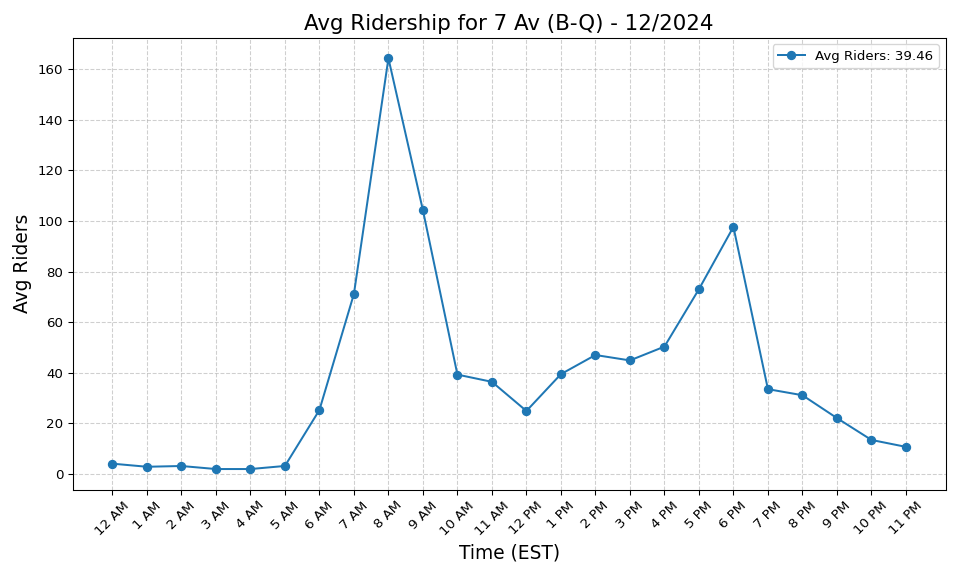 Avg Ridership for 7 Av (B-Q) - 12/2024
Avg Riders: 39.46
Avg Riders
160
140
120
100
80
60
40
20
0
12 AM
1 AM
2 AM
3 AM
4 AM
5 AM
6 AM
7 AM
8 AM
9 AM
10 AM
11 AM
12 PM
1 PM
2 PM
3 PM
4 PM
5 PM
6 PM
7 PM
8 PM
9 PM
10 PM
11 PM
Time (EST)